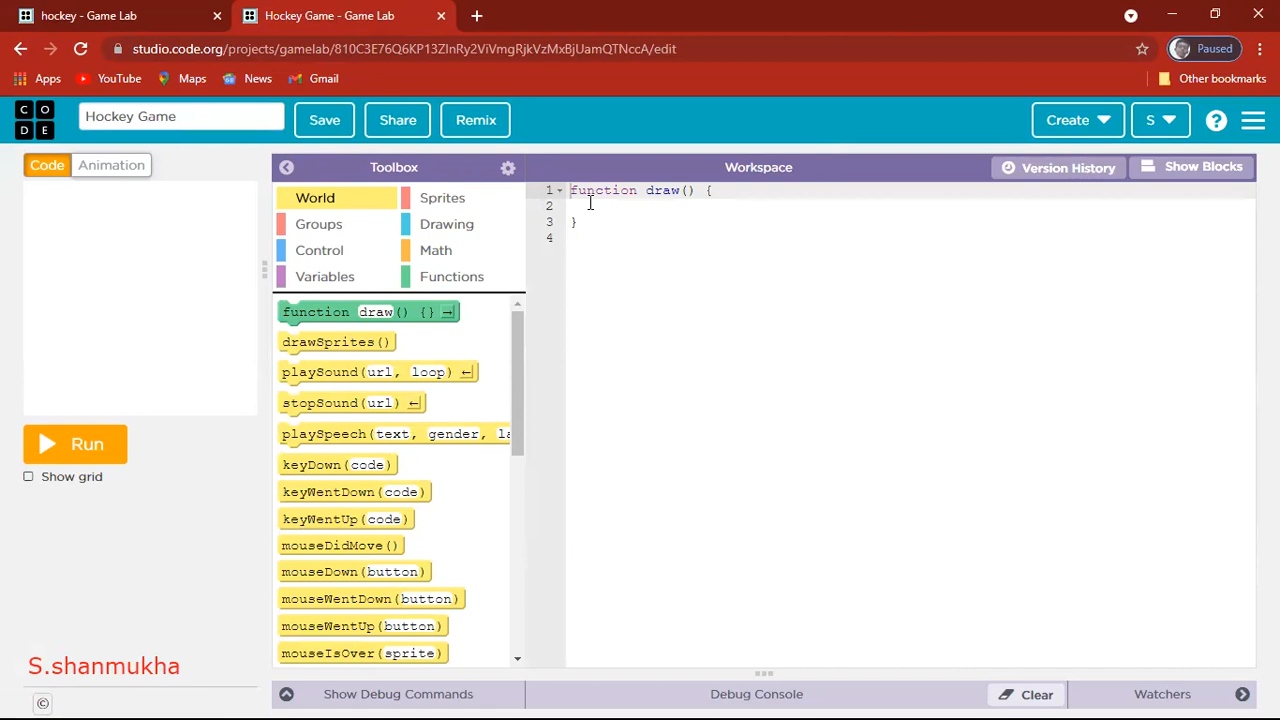 hockey - Game Lab
Hockey Game - Game Lab
studio.code.org/projects/gamelab/810C3E76Q6KP13ZInRy2ViVmgRjkVzMxBjUamQTNccA/edit
Paused
Apps
YouTube
Maps
News
Gmail
Other bookmarks
C O
D E
Hockey Game
Save
Share
Remix
Create
S
?
Code
Animation
Toolbox
Workspace
Version History
Show Blocks
World
Sprites
Groups
Drawing
Control
Math
Variables
Functions
function draw() {}
drawSprites()
playSound(url, loop)
stopSound(url)
playSpeech(text, gender, la
keyDown(code)
keyWentDown(code)
keyWentUp(code)
mouseDidMove()
mouseDown(button)
mouseWentDown(button)
mouseWentUp(button)
mouseIsOver(sprite)
1 function draw() {
2
3 }
4
Run
Show grid
S.shanmukha
©
Show Debug Commands
Debug Console
Clear
Watchers